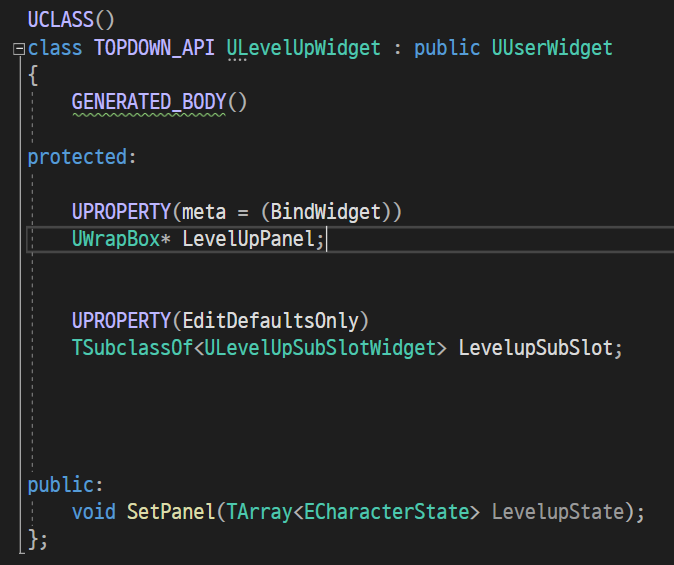 UCLASS()
class TOPDOWN_API ULevelUpWidget : public UUserWidget
{
GENERATED_BODY()
protected:
UPROPERTY(meta = (BindWidget))
UWrapBox* LevelUpPanel;
UPROPERTY(EditDefaultsOnly)
TSubclassOf<ULevelUpSubSlotWidget> LevelupSubSlot;
public:
void SetPanel(TArray<ECharacterState> LevelupState);
};